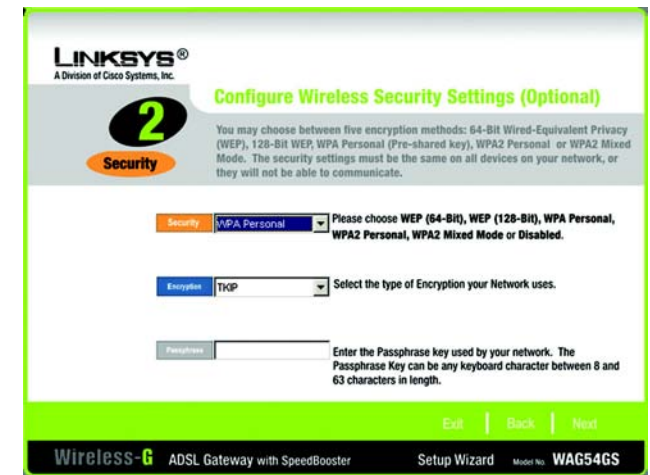 LINKSYS®
A Division of Cisco Systems, Inc.
2
Security
Configure Wireless Security Settings (Optional)
You may choose between five encryption methods: 64-Bit Wired-Equivalent Privacy
(WEP), 128-Bit WEP, WPA Personal (Pre-shared key), WPA2 Personal or WPA2 Mixed
Mode. The security settings must be the same on all devices on your network, or
they will not be able to communicate.
Security WPA Personal Please choose WEP (64-Bit), WEP (128-Bit), WPA Personal,
WPA2 Personal, WPA2 Mixed Mode or Disabled.
Encryption TKIP Select the type of Encryption your Network uses.
Passphrase Enter the Passphrase key used by your network. The
Passphrase Key can be any keyboard character between 8 and
63 characters in length.
Exit Back Next
Wireless-G ADSL Gateway with SpeedBooster Setup Wizard Model No. WAG54GS